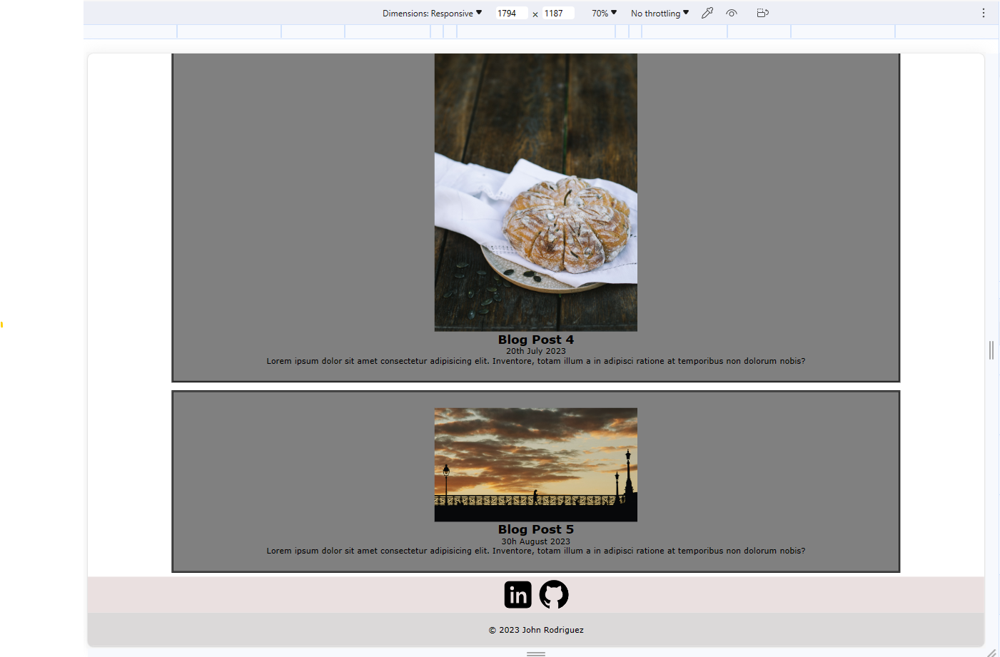 Dimensions: Responsive 1794 × 1187 70% No throttling
Blog Post 4
20th July 2023
Lorem ipsum dolor sit amet consectetur adipisicing elit. Inventore, totam illum a in adipisci ratione at temporibus non dolorum nobis?
Blog Post 5
30h August 2023
Lorem ipsum dolor sit amet consectetur adipisicing elit. Inventore, totam illum a in adipisci ratione at temporibus non dolorum nobis?
in
© 2023 John Rodriguez